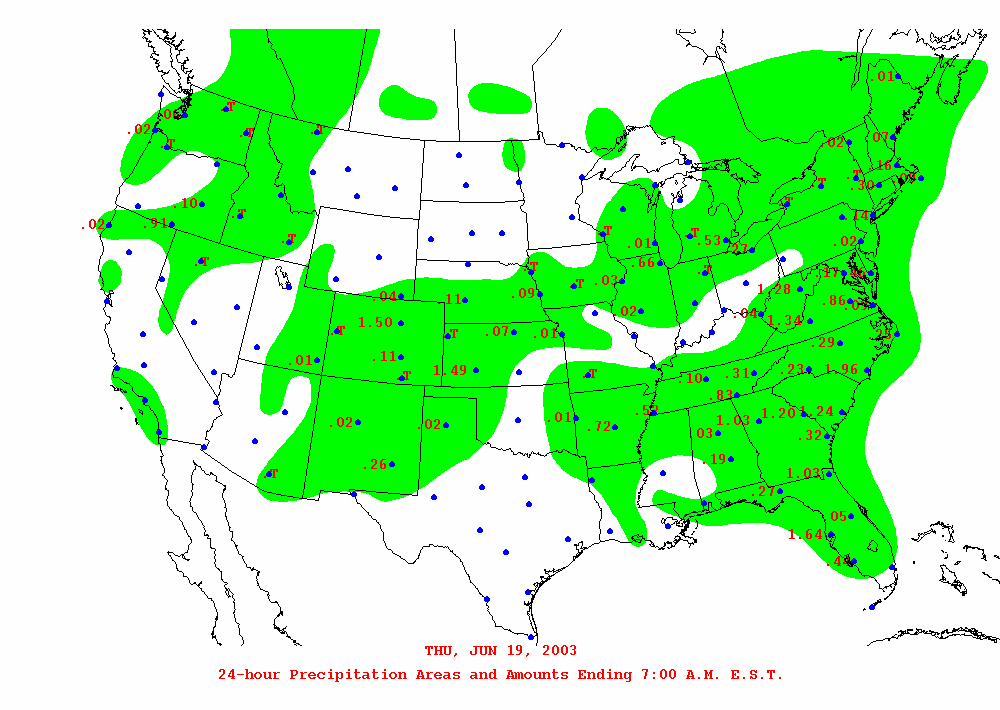 .01
.06
T
.02
T
T
T
.07
.02
.16
T
.30
.10
T
T
.02
.91
T
.14
T
T
.01
T
.53
.27
.02
T
.66
T
T
.03
.17
1.28
.04
.11
.09
.86
.02
.04
1.34
1.50
T
T
.07
.01
.25
.29
.01
.11
T
1.49
T
.10
.31
.23
1.96
.83
.02
.02
.01
.72
1.03
1.20
1.24
.03
.32
.26
T
.19
1.03
.27
.05
1.64
.44
THU, JUN 19, 2003
24-hour Precipitation Areas and Amounts Ending 7:00 A.M. E.S.T.